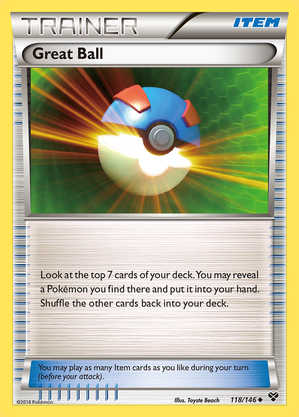 TRAINER ITEM
Great Ball
Look at the top 7 cards of your deck. You may reveal
a Pokémon you find there and put it into your hand.
Shuffle the other cards back into your deck.
You may play as many Item cards as you like during your turn
(before your attack).
©2014 Pokémon Illus. Toyste Beach 118/146